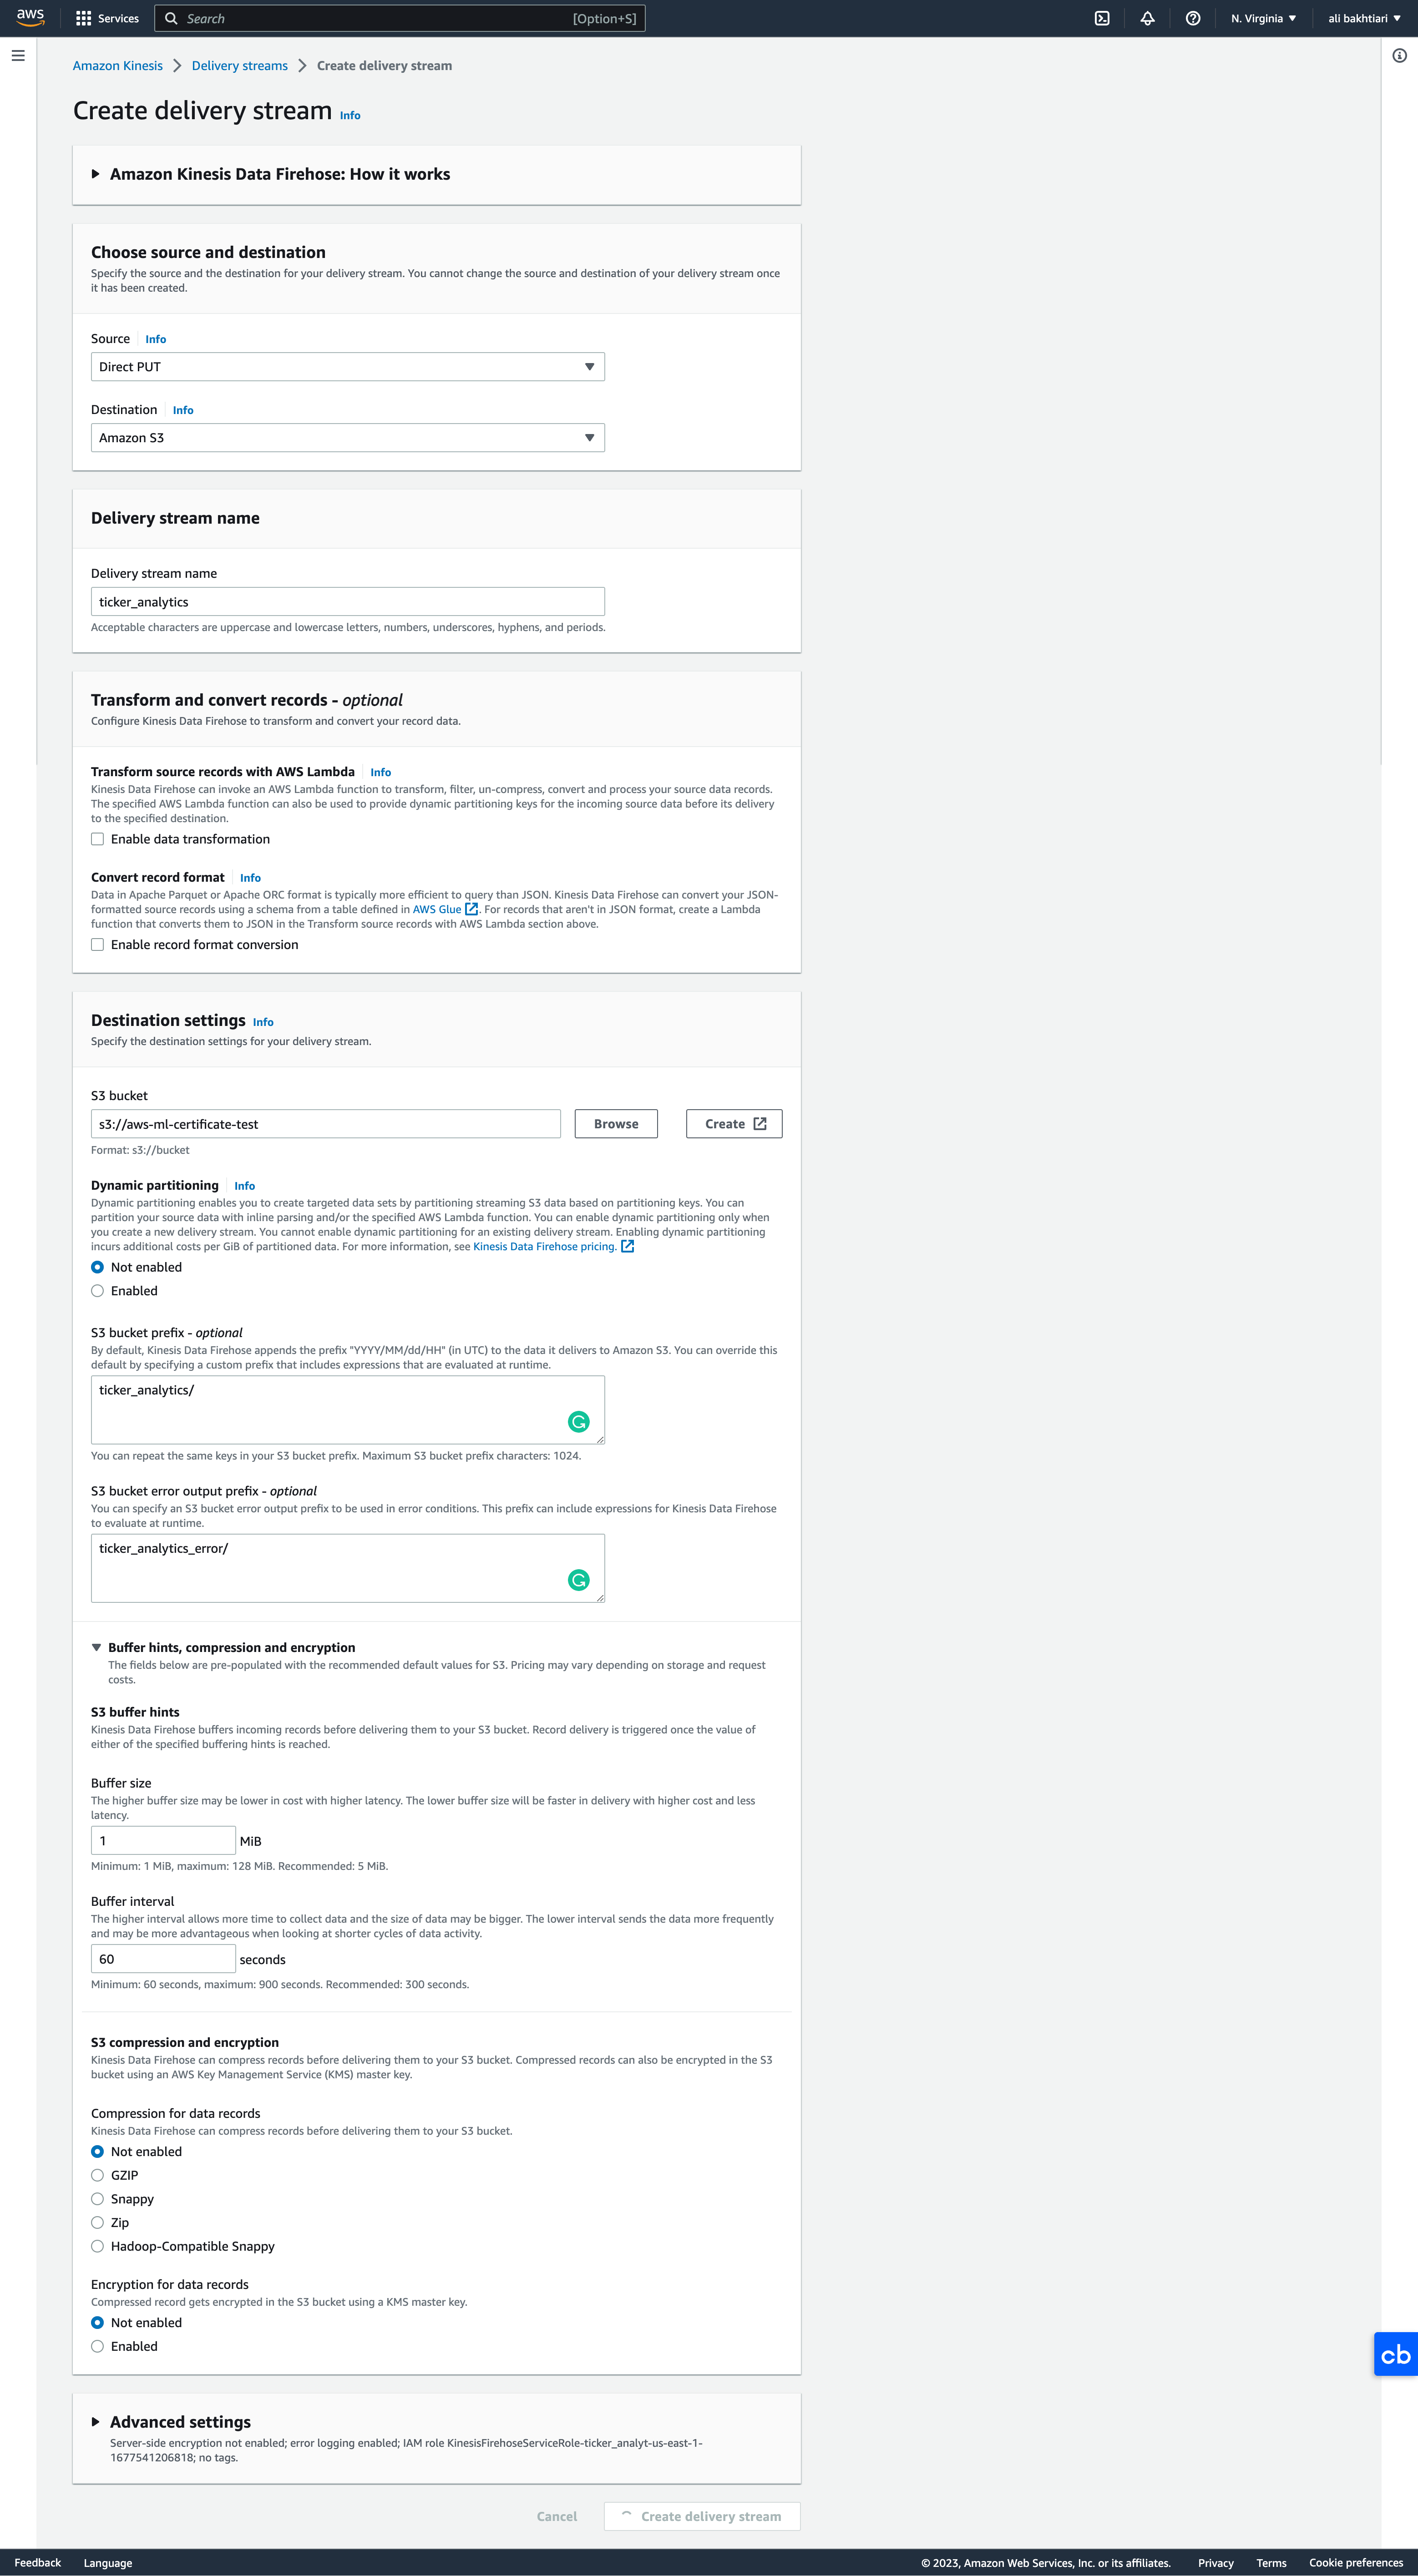 aws
Services
Search
[Option+S]
N. Virginia
ali bakhtiari
Amazon Kinesis
Delivery streams
Create delivery stream
Create delivery stream Info
Amazon Kinesis Data Firehose: How it works
Choose source and destination
Specify the source and the destination for your delivery stream. You cannot change the source and destination of your delivery stream once
it has been created.
Source Info
Direct PUT
Destination Info
Amazon S3
Delivery stream name
Delivery stream name
ticker_analytics
Acceptable characters are uppercase and lowercase letters, numbers, underscores, hyphens, and periods.
Transform and convert records - optional
Configure Kinesis Data Firehose to transform and convert your record data.
Transform source records with AWS Lambda Info
Kinesis Data Firehose can invoke an AWS Lambda function to transform, filter, un-compress, convert and process your source data records.
The specified AWS Lambda function can also be used to provide dynamic partitioning keys for the incoming source data before its delivery
to the specified destination.
Enable data transformation
Convert record format Info
Data in Apache Parquet or Apache ORC format is typically more efficient to query than JSON. Kinesis Data Firehose can convert your JSON-
formatted source records using a schema from a table defined in AWS Glue. For records that aren't in JSON format, create a Lambda
function that converts them to JSON in the Transform source records with AWS Lambda section above.
Enable record format conversion
Destination settings Info
Specify the destination settings for your delivery stream.
S3 bucket
s3://aws-ml-certificate-test
Browse
Create
Format: s3://bucket
Dynamic partitioning Info
Dynamic partitioning enables you to create targeted data sets by partitioning streaming S3 data based on partitioning keys. You can
partition your source data with inline parsing and/or the specified AWS Lambda function. You can enable dynamic partitioning only when
you create a new delivery stream. You cannot enable dynamic partitioning for an existing delivery stream. Enabling dynamic partitioning
incurs additional costs per GiB of partitioned data. For more information, see Kinesis Data Firehose pricing.
Not enabled
Enabled
S3 bucket prefix - optional
By default, Kinesis Data Firehose appends the prefix "YYYY/MM/dd/HH" (in UTC) to the data it delivers to Amazon S3. You can override this
default by specifying a custom prefix that includes expressions that are evaluated at runtime.
ticker_analytics/
You can repeat the same keys in your S3 bucket prefix. Maximum S3 bucket prefix characters: 1024.
S3 bucket error output prefix - optional
You can specify an S3 bucket error output prefix to be used in error conditions. This prefix can include expressions for Kinesis Data Firehose
to evaluate at runtime.
ticker_analytics_error/
Buffer hints, compression and encryption
The fields below are pre-populated with the recommended default values for S3. Pricing may vary depending on storage and request
costs.
S3 buffer hints
Kinesis Data Firehose buffers incoming records before delivering them to your S3 bucket. Record delivery is triggered once the value of
either of the specified buffering hints is reached.
Buffer size
The higher buffer size may be lower in cost with higher latency. The lower buffer size will be faster in delivery with higher cost and less
latency.
1 MiB
Minimum: 1 MiB, maximum: 128 MiB. Recommended: 5 MiB.
Buffer interval
The higher interval allows more time to collect data and the size of data may be bigger. The lower interval sends the data more frequently
and may be more advantageous when looking at shorter cycles of data activity.
60 seconds
Minimum: 60 seconds, maximum: 900 seconds. Recommended: 300 seconds.
S3 compression and encryption
Kinesis Data Firehose can compress records before delivering them to your S3 bucket. Compressed records can also be encrypted in the S3
bucket using an AWS Key Management Service (KMS) master key.
Compression for data records
Kinesis Data Firehose can compress records before delivering them to your S3 bucket.
Not enabled
GZIP
Snappy
Zip
Hadoop-Compatible Snappy
Encryption for data records
Compressed record gets encrypted in the S3 bucket using a KMS master key.
Not enabled
Enabled
cb
Advanced settings
Server-side encryption not enabled; error logging enabled; IAM role KinesisFirehoseServiceRole-ticker_analyt-us-east-1-
1677541206818; no tags.
Cancel
Create delivery stream
Feedback
Language
© 2023, Amazon Web Services, Inc. or its affiliates.
Privacy
Terms
Cookie preferences